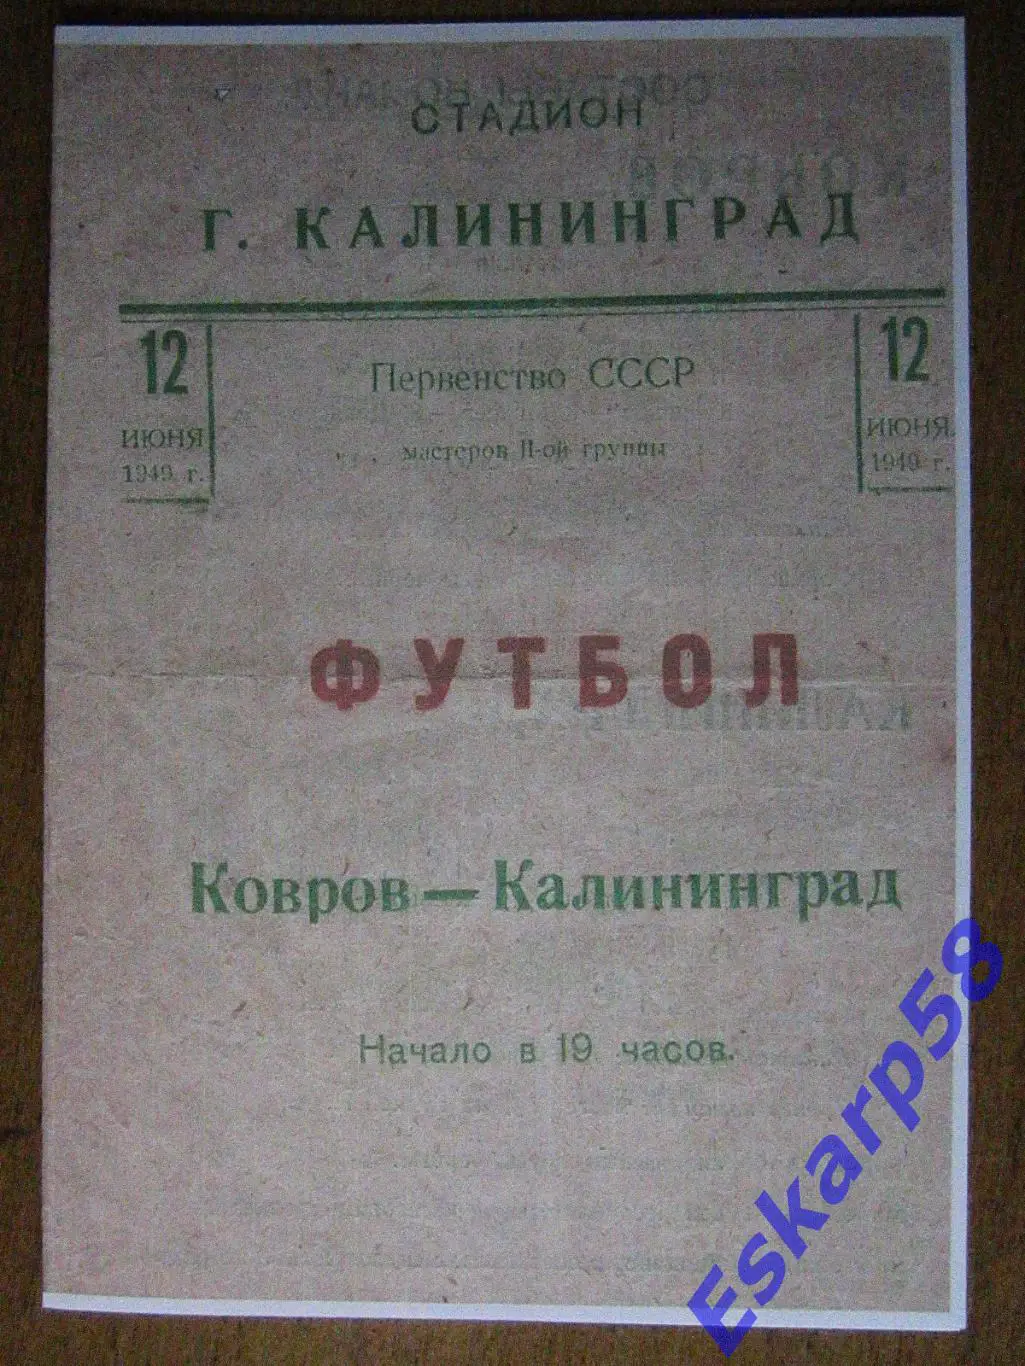 СТАДИОН
Г. КАЛИНИНГРАД
12
ИЮНЯ
1949 г.
Первенство СССР
мастеров II-ой группы
12
ИЮНЯ
1949 г.
ФУТБОЛ
Ковров — Калининград
Начало в 19 часов.
Eskarp58